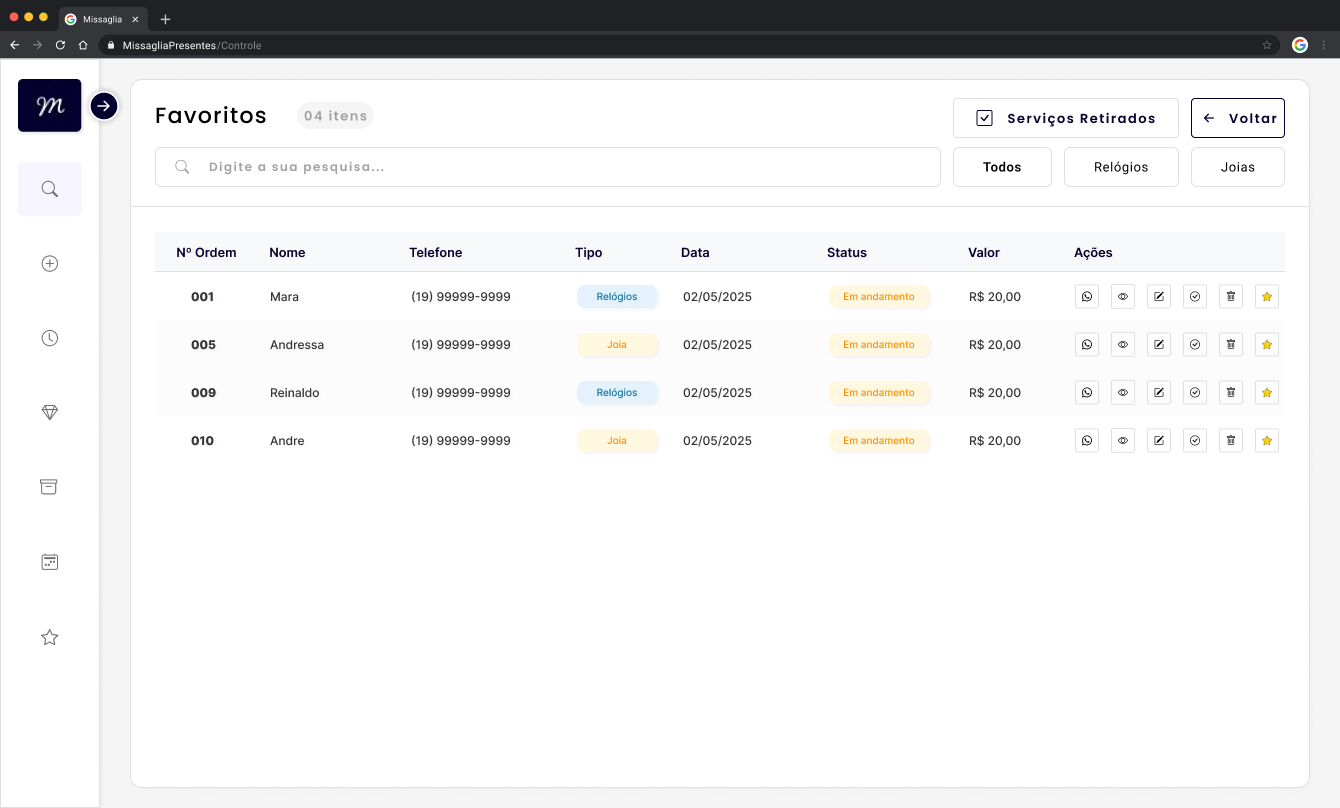 Missaglia
MissagliaPresentes/Controle
m
Favoritos 04 itens Serviços Retirados Voltar
Digite a sua pesquisa... Todos Relógios Joias
Nº Ordem Nome Telefone Tipo Data Status Valor Ações
001 Mara (19) 99999-9999 Relógios 02/05/2025 Em andamento R$ 20,00
005 Andressa (19) 99999-9999 Joia 02/05/2025 Em andamento R$ 20,00
009 Reinaldo (19) 99999-9999 Relógios 02/05/2025 Em andamento R$ 20,00
010 Andre (19) 99999-9999 Joia 02/05/2025 Em andamento R$ 20,00